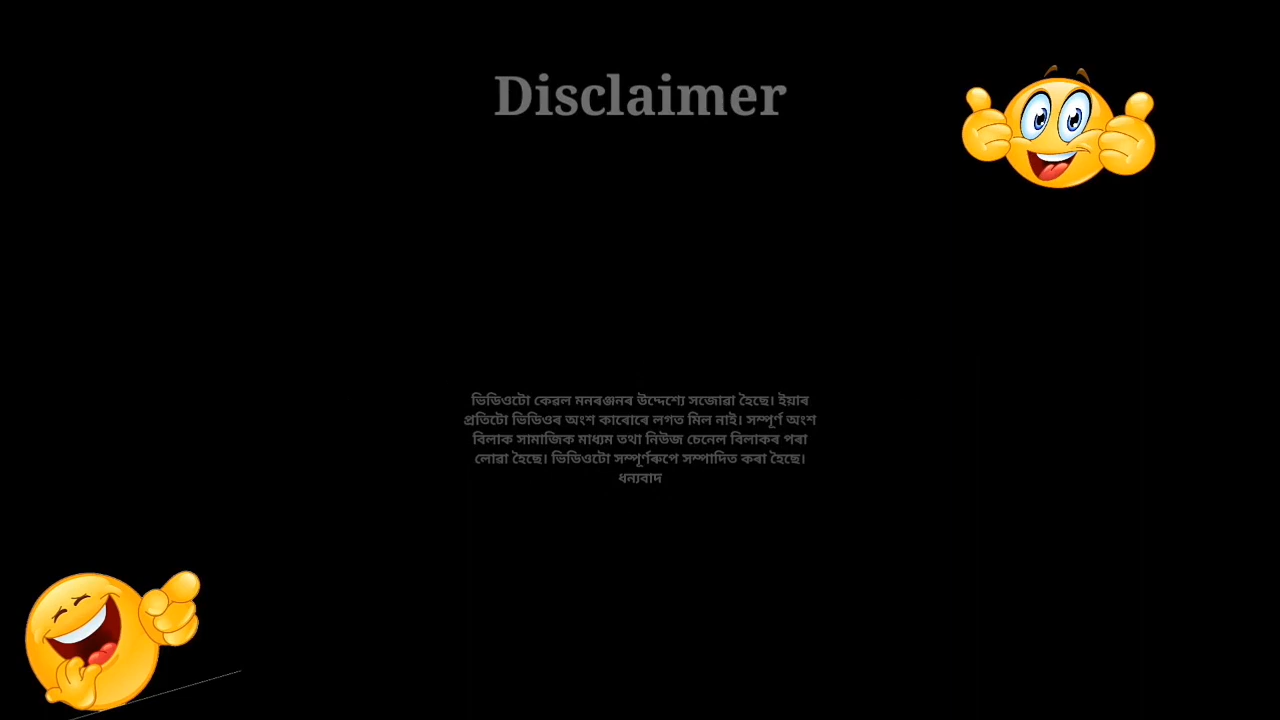 Disclaimer
ভিডিওটো কেৱল মনৰঞ্জনৰ উদ্দেশ্যে সজোৱা হৈছে। ইয়াৰ
প্ৰতিটো ভিডিওৰ অংশ কাৰোৰে লগত মিল নাই। সম্পূৰ্ণ অংশ
বিলাক সামাজিক মাধ্যম তথা নিউজ চেনেল বিলাকৰ পৰা
লোৱা হৈছে। ভিডিওটো সম্পূৰ্ণৰুপে সম্পাদিত কৰা হৈছে।
ধন্যবাদ